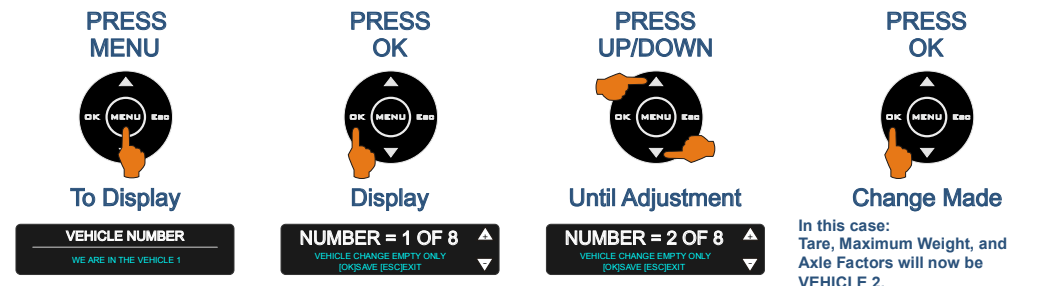 PRESS
MENU
OK MENU Esc
To Display
VEHICLE NUMBER
WE ARE IN THE VEHICLE 1
PRESS
OK
OK MENU Esc
Display
NUMBER = 1 OF 8
VEHICLE CHANGE EMPTY ONLY
[OK]SAVE [ESC]EXIT
+
-
PRESS
UP/DOWN
OK MENU Esc
Until Adjustment
NUMBER = 2 OF 8
VEHICLE CHANGE EMPTY ONLY
[OK]SAVE [ESC]EXIT
+
-
PRESS
OK
OK MENU Esc
Change Made
In this case:
Tare, Maximum Weight, and
Axle Factors will now be
VEHICLE 2.